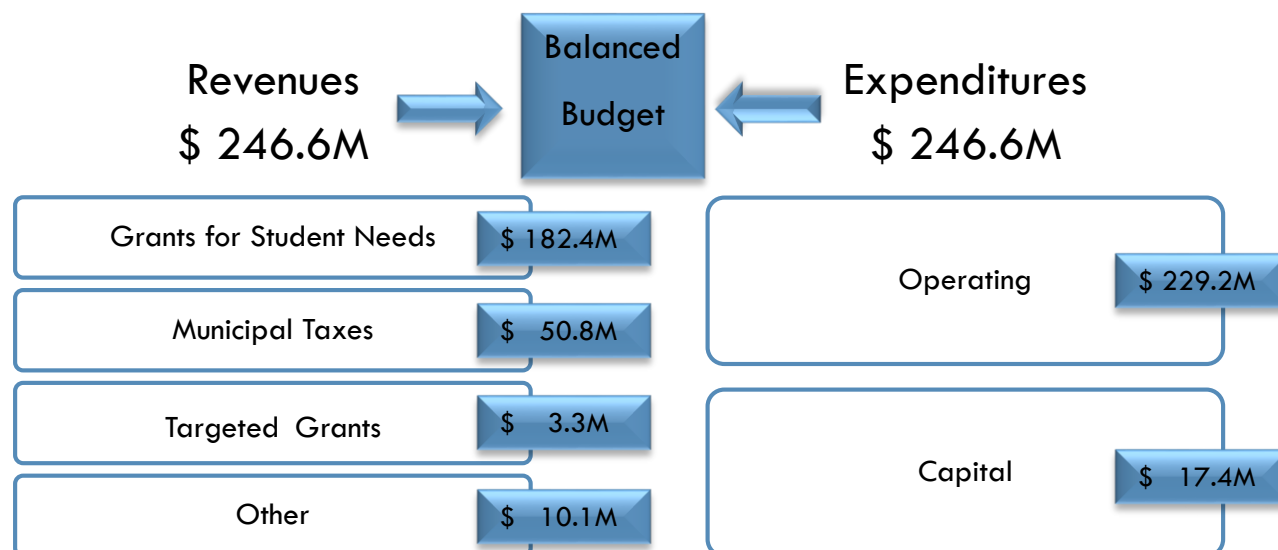 Balanced
Budget
Revenues
$ 246.6M
Expenditures
$ 246.6M
Grants for Student Needs
$ 182.4M
Municipal Taxes
$ 50.8M
Targeted Grants
$ 3.3M
Other
$ 10.1M
Operating
$ 229.2M
Capital
$ 17.4M